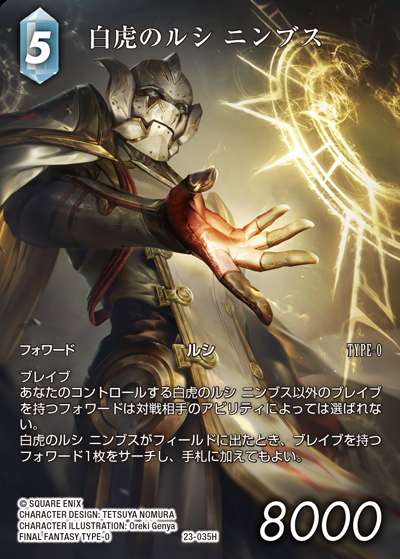 5
白虎のルシ ニンブス
フォワード ルシ TYPE-0
ブレイブ
あなたのコントロールする白虎のルシ ニンブス以外のブレイブ
を持つフォワードは対戦相手のアビリティによっては選ばれな
い。
白虎のルシ ニンブスがフィールドに出たとき、ブレイブを持つ
フォワード1枚をサーチし、手札に加えてもよい。
© SQUARE ENIX
CHARACTER DESIGN: TETSUYA NOMURA
CHARACTER ILLUSTRATION: Oreki Genya
FINAL FANTASY TYPE-0
23-035H
8000